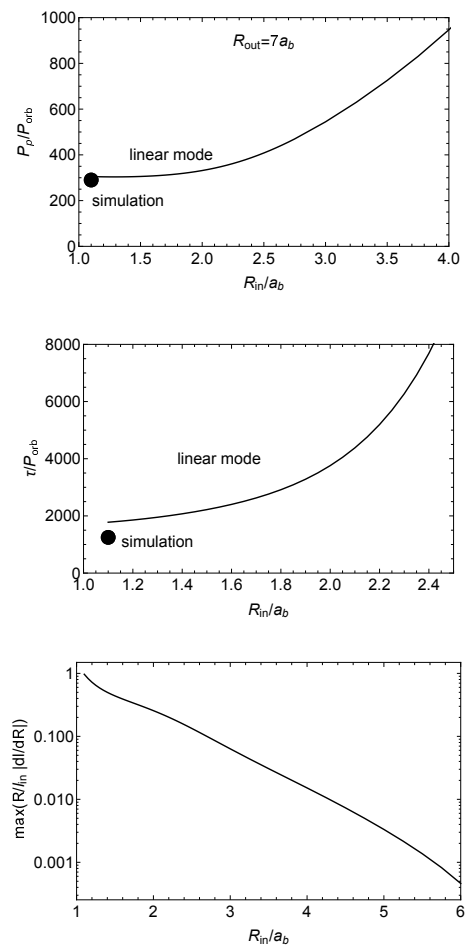 1000
800
600
400
200
0
P_p/P_orb
R_out=7a_b
linear mode
simulation
1.0 1.5 2.0 2.5 3.0 3.5 4.0
R_in/a_b
8000
6000
4000
2000
0
τ/P_orb
linear mode
simulation
1.0 1.2 1.4 1.6 1.8 2.0 2.2 2.4
R_in/a_b
1
0.100
0.010
0.001
max(R/l_in |dl/dR|)
1 2 3 4 5 6
R_in/a_b